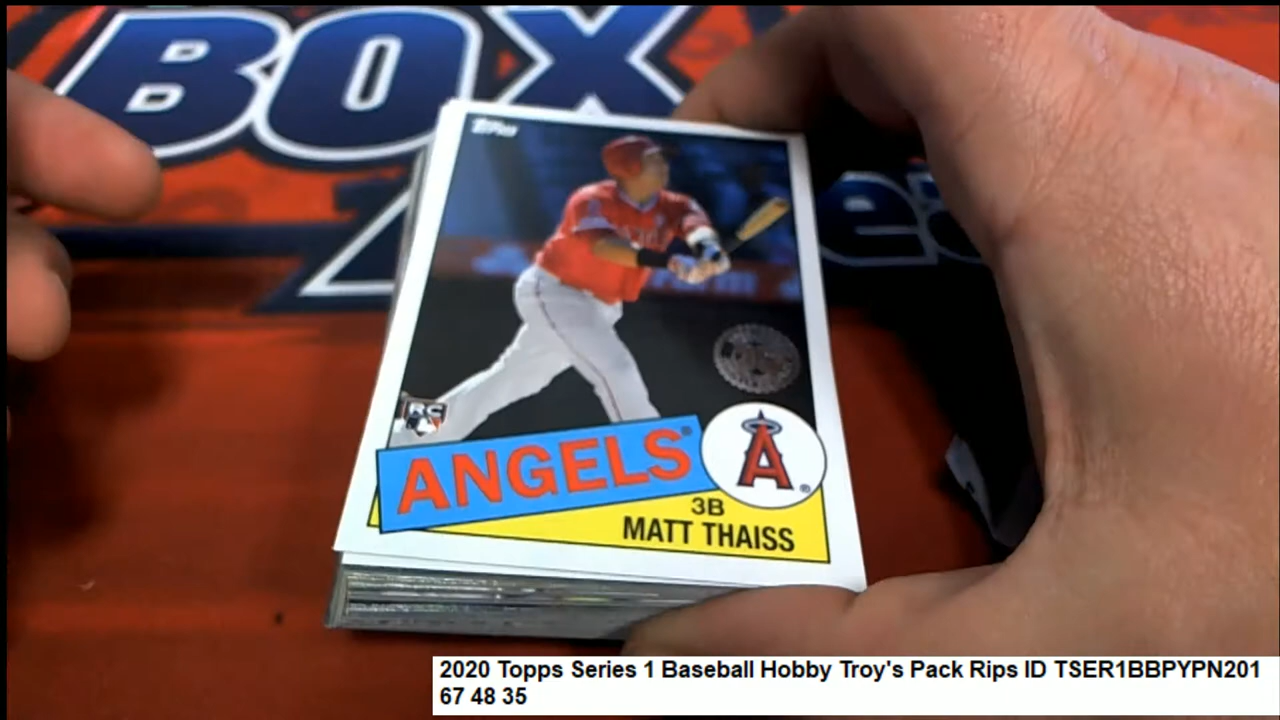 BOX
Topps
RC
ANGELS®
A®
3B
MATT THAISS
2020 Topps Series 1 Baseball Hobby Troy's Pack Rips ID TSER1BBPYPN201
67 48 35